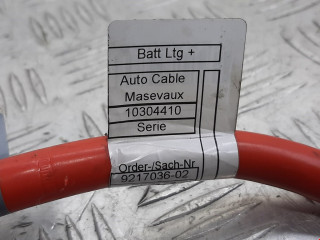 Batt Ltg +
Auto Cable
Masevaux
10304410
Serie
Order-/Sach-Nr
9217036-02